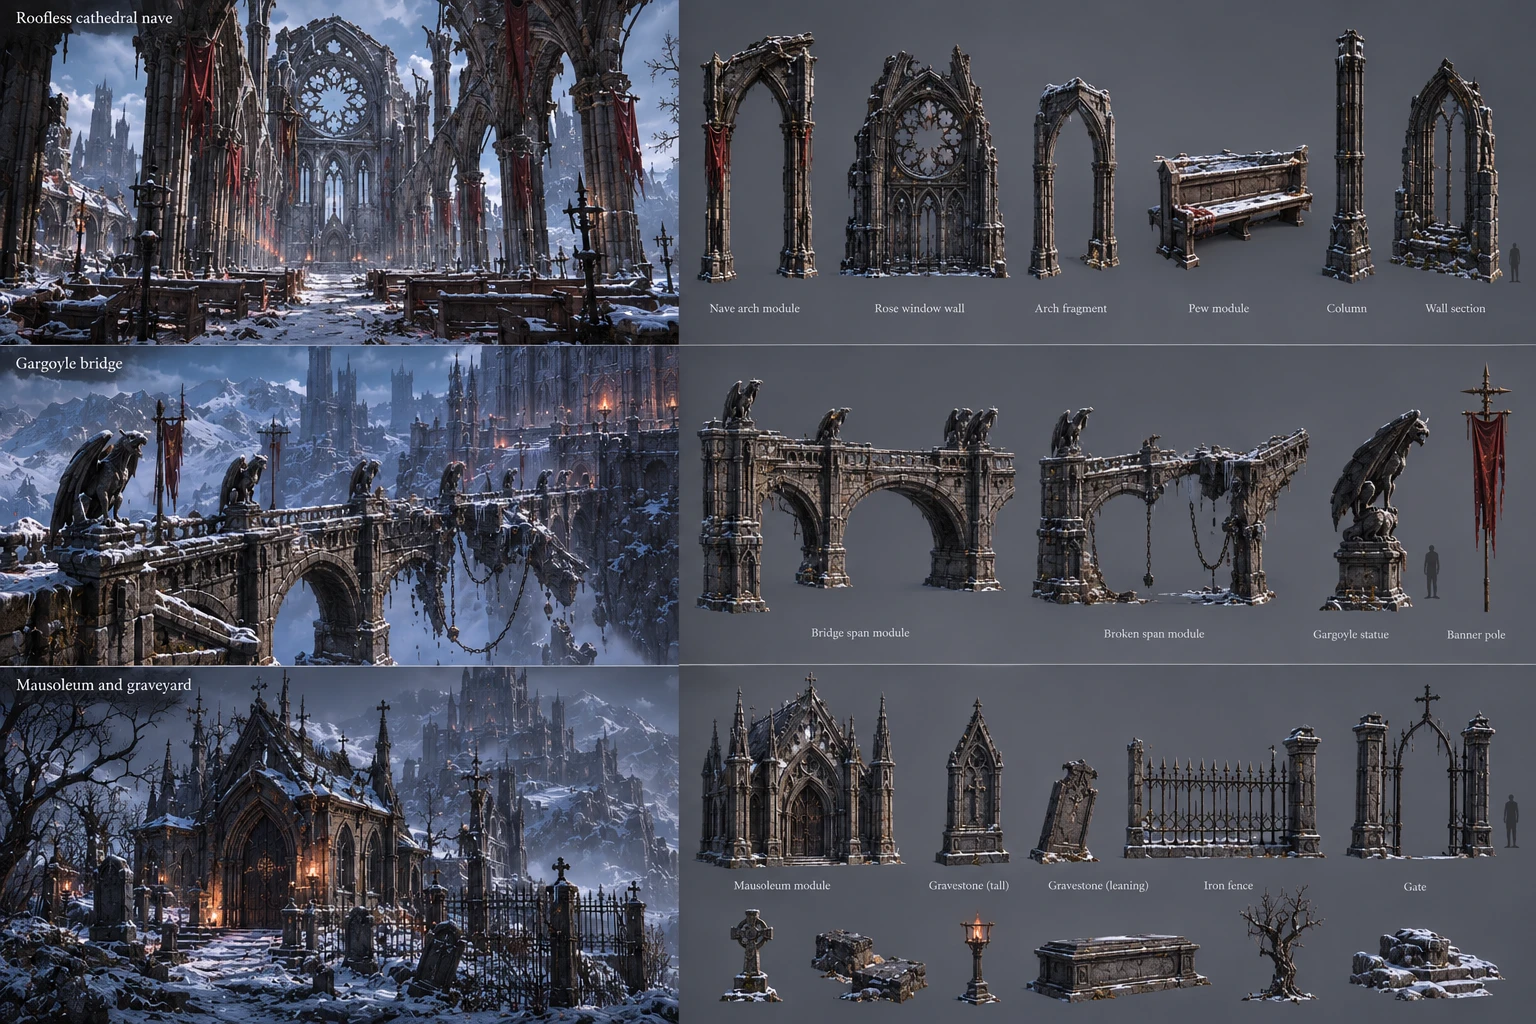 Roofless cathedral nave
Nave arch module
Rose window wall
Arch fragment
Pew module
Column
Wall section
Gargoyle bridge
Bridge span module
Broken span module
Gargoyle statue
Banner pole
Mausoleum and graveyard
Mausoleum module
Gravestone (tall)
Gravestone (leaning)
Iron fence
Gate